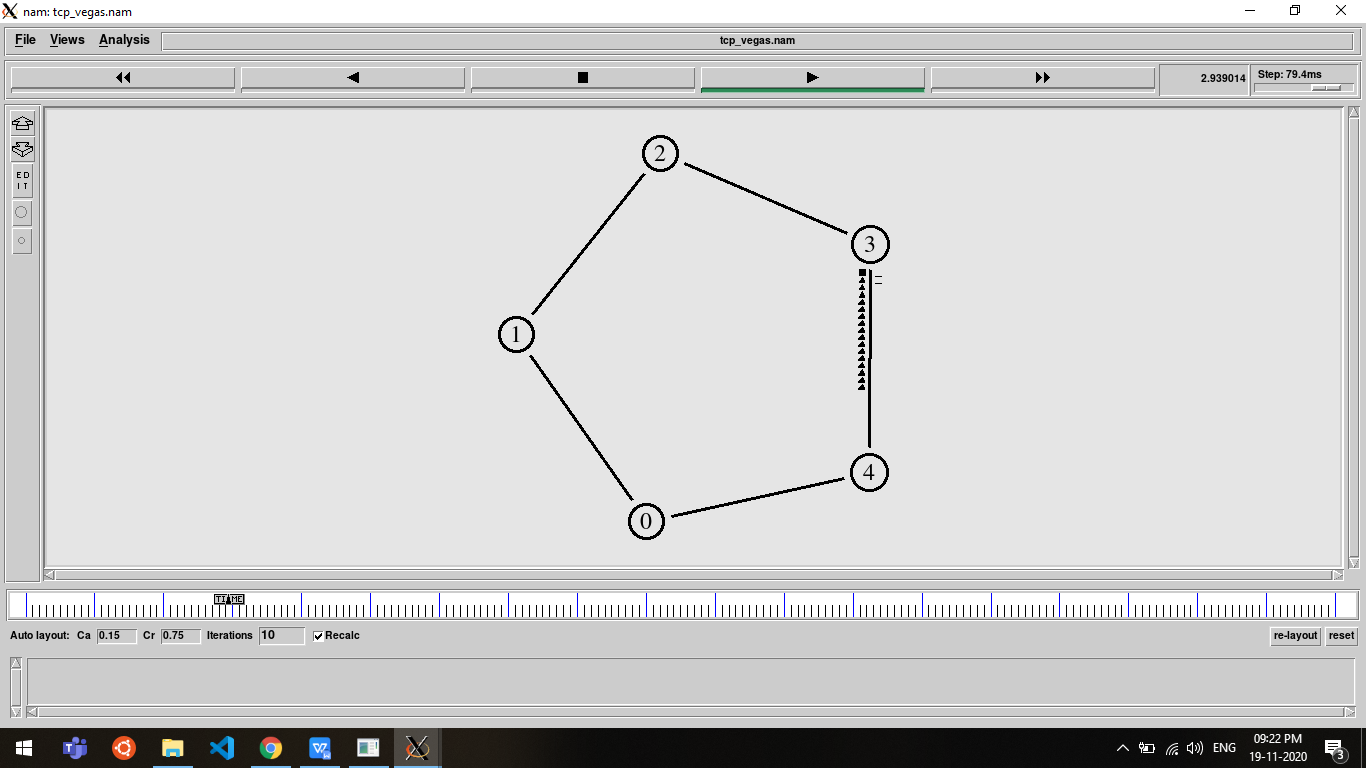 nam: tcp_vegas.nam
File Views Analysis tcp_vegas.nam
2.939014 Step: 79.4ms
ED
IT
2
3
1
4
0
TIME
Auto layout: Ca 0.15 Cr 0.75 Iterations 10 Recalc re-layout reset
ENG 09:22 PM
19-11-2020 3